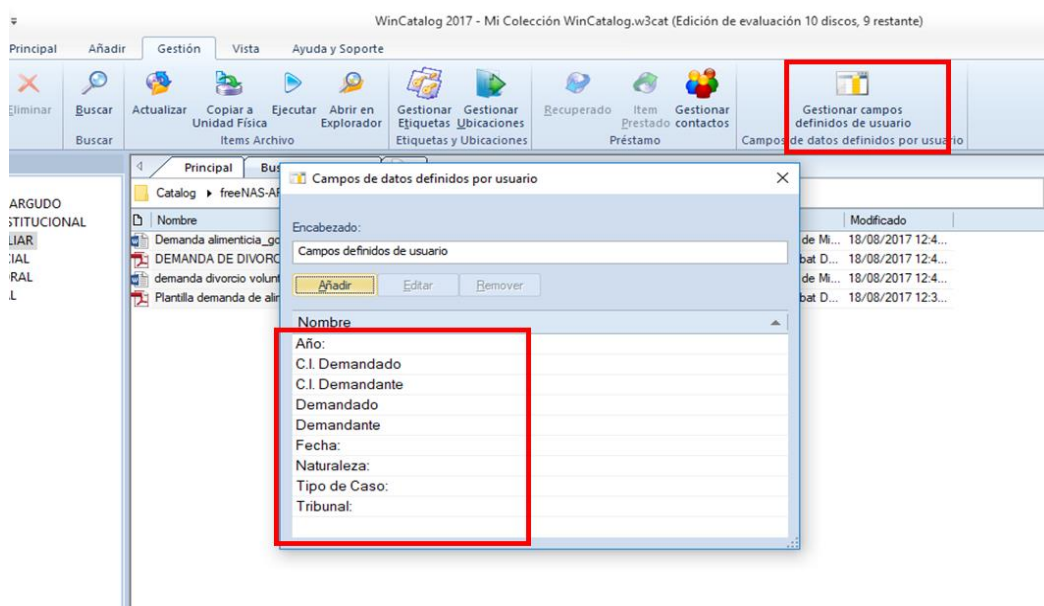 WinCatalog 2017 - Mi Colección WinCatalog.w3cat (Edición de evaluación 10 discos, 9 restante)
Principal Añadir Gestión Vista Ayuda y Soporte
Eliminar Buscar Actualizar Copiar a Unidad Física Ejecutar Abrir en Explorador Gestionar Etiquetas Gestionar Ubicaciones Recuperado Item Prestado Gestionar contactos Gestionar campos definidos de usuario
Buscar Items Archivo Etiquetas y Ubicaciones Préstamo Campos de datos definidos por usuario
Principal Bus
Catalog freeNAS-AR
ARGUDO
STITUCIONAL
LIAR
CIAL
RAL
L
Nombre Modificado
Demanda alimenticia_go de Mi... 18/08/2017 12:4...
DEMANDA DE DIVORC bat D... 18/08/2017 12:4...
demanda divorcio volunt de Mi... 18/08/2017 12:4...
Plantilla demanda de alim bat D... 18/08/2017 12:3...
Campos de datos definidos por usuario
Encabezado:
Campos definidos de usuario
Añadir Editar Remover
Nombre
Año:
C.I. Demandado
C.I. Demandante
Demandado
Demandante
Fecha:
Naturaleza:
Tipo de Caso:
Tribunal: